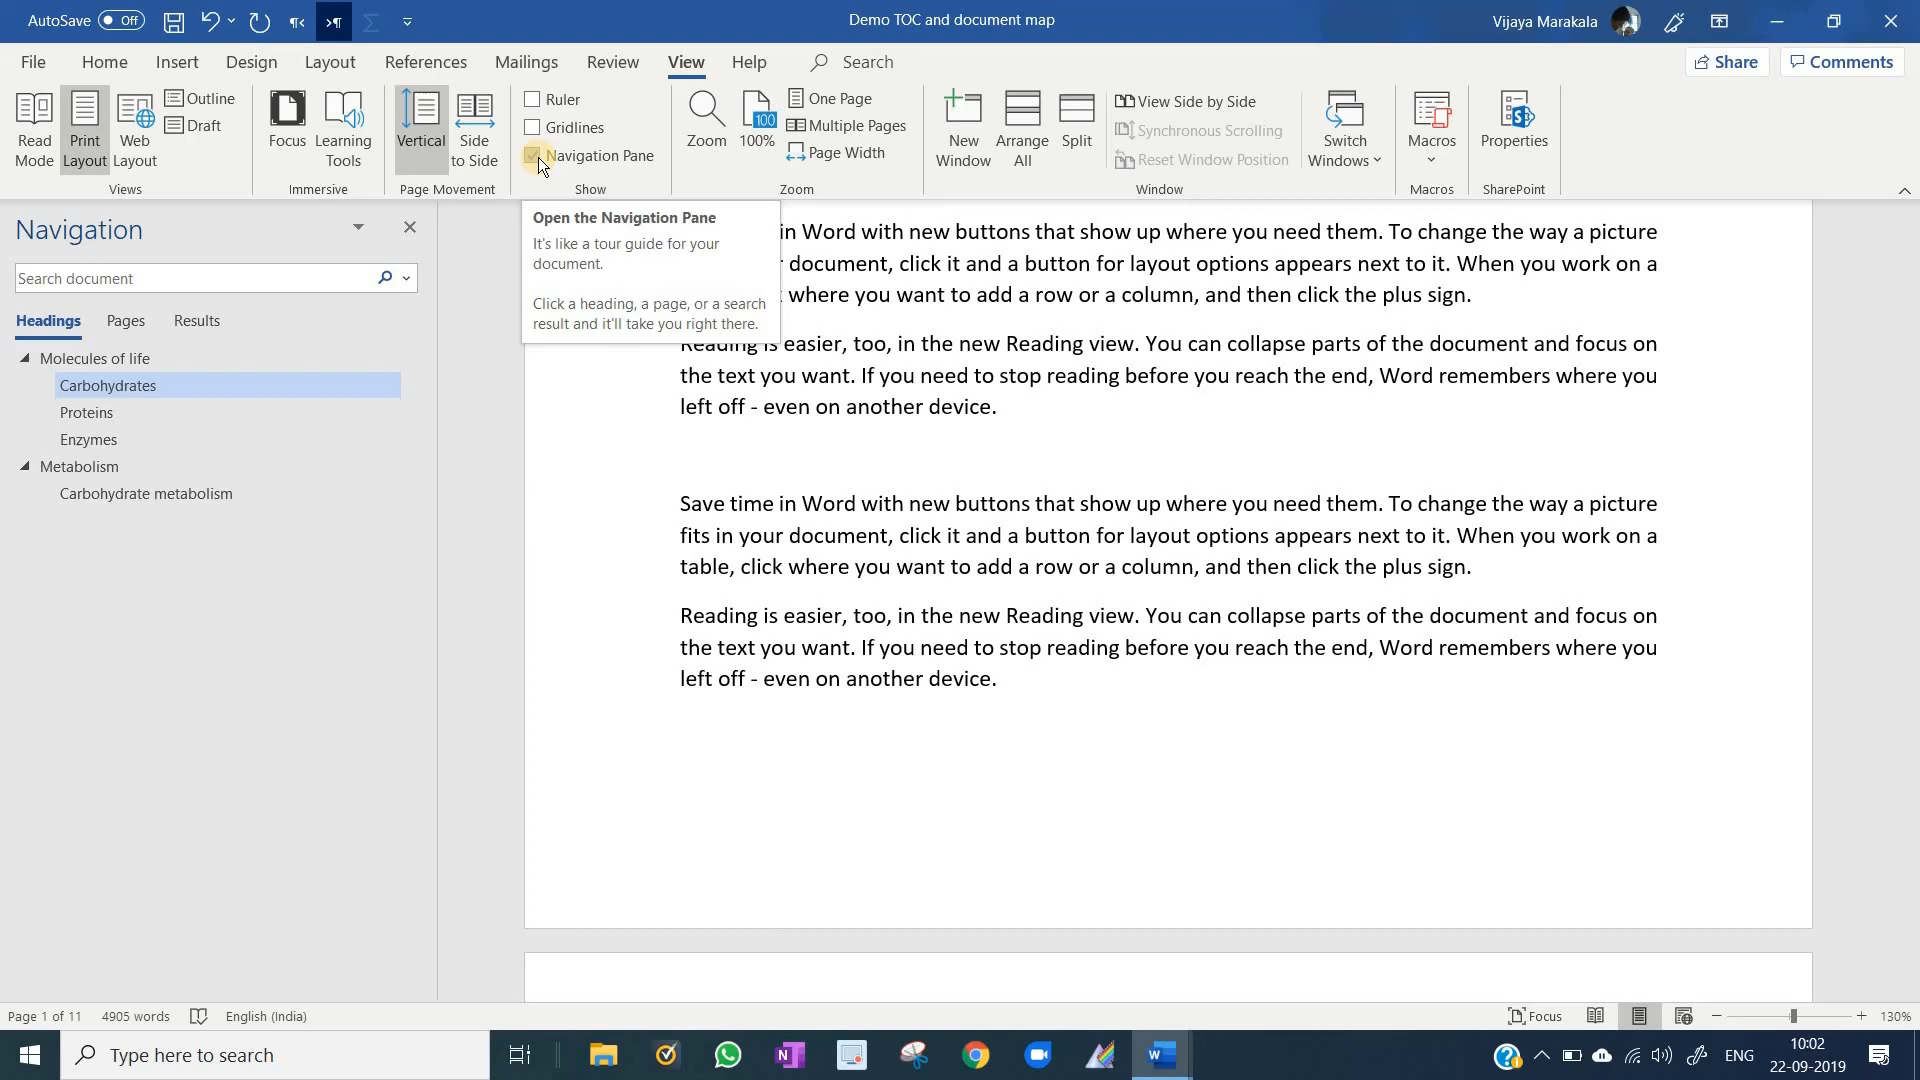 AutoSave Off
Demo TOC and document map
Vijaya Marakala
File Home Insert Design Layout References Mailings Review View Help Search
Share Comments
Read Mode
Print Layout
Web Layout
Outline
Draft
Views
Focus
Learning Tools
Immersive
Vertical
Side to Side
Page Movement
Ruler
Gridlines
Navigation Pane
Show
Zoom
100
100%
One Page
Multiple Pages
Page Width
Zoom
New Window
Arrange All
Split
View Side by Side
Synchronous Scrolling
Reset Window Position
Switch Windows
Window
Macros
Macros
Properties
SharePoint
Navigation
Search document
Headings Pages Results
Molecules of life
Carbohydrates
Proteins
Enzymes
Metabolism
Carbohydrate metabolism
Open the Navigation Pane
It's like a tour guide for your
document.
Click a heading, a page, or a search
result and it'll take you right there.
in Word with new buttons that show up where you need them. To change the way a picture
document, click it and a button for layout options appears next to it. When you work on a
where you want to add a row or a column, and then click the plus sign.
Reading is easier, too, in the new Reading view. You can collapse parts of the document and focus on
the text you want. If you need to stop reading before you reach the end, Word remembers where you
left off - even on another device.
Save time in Word with new buttons that show up where you need them. To change the way a picture
fits in your document, click it and a button for layout options appears next to it. When you work on a
table, click where you want to add a row or a column, and then click the plus sign.
Reading is easier, too, in the new Reading view. You can collapse parts of the document and focus on
the text you want. If you need to stop reading before you reach the end, Word remembers where you
left off - even on another device.
Page 1 of 11 4905 words English (India)
Focus 130%
Type here to search
ENG
10:02
22-09-2019